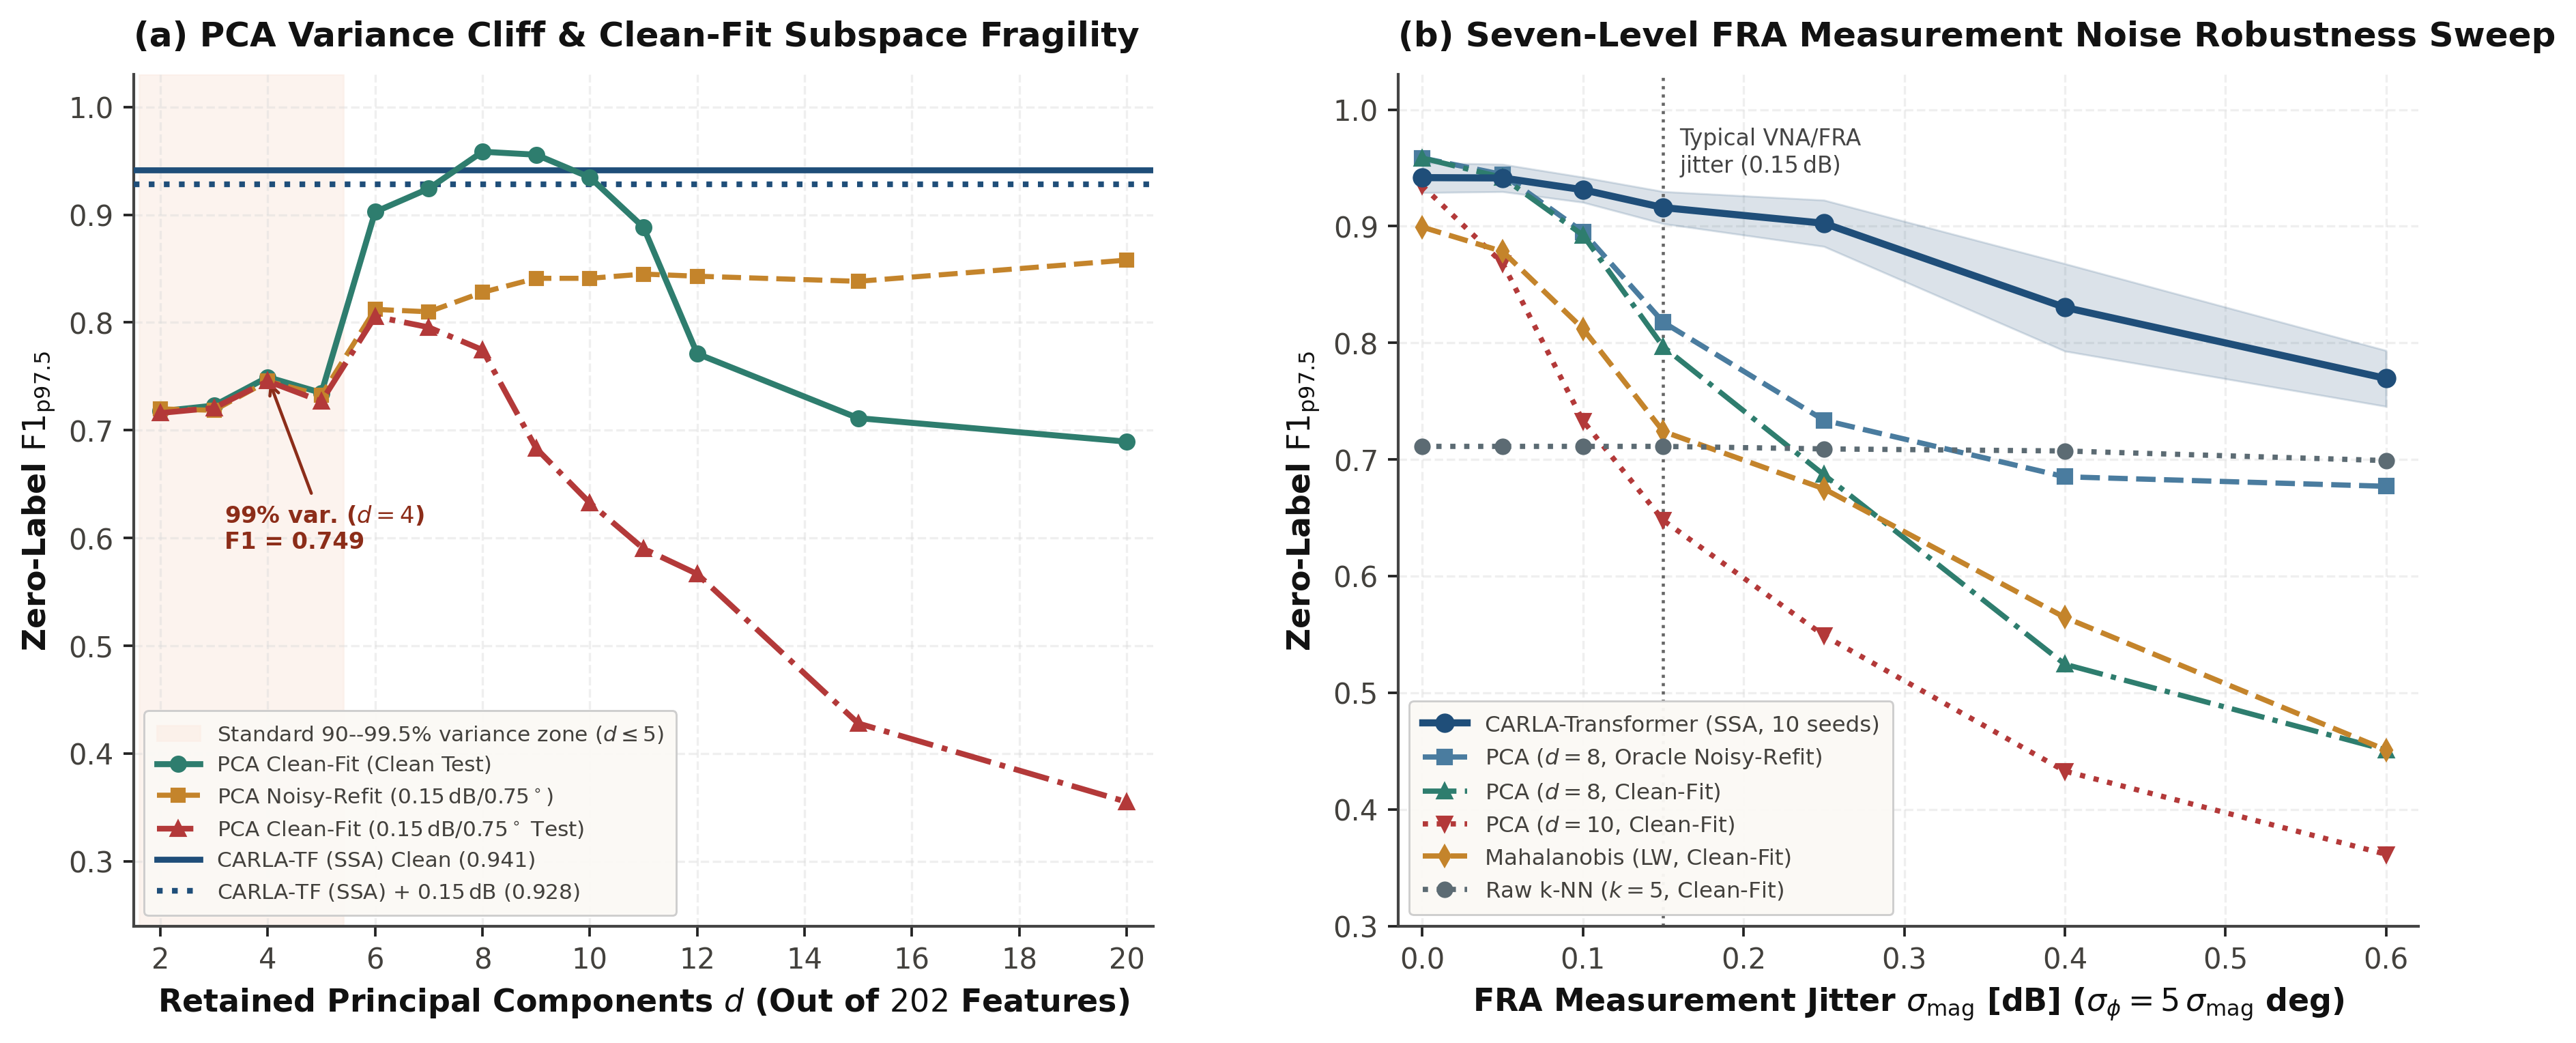 (a) PCA Variance Cliff & Clean-Fit Subspace Fragility
Zero-Label F1p97.5
1.0
0.9
0.8
0.7
0.6
0.5
0.4
0.3
99% var. (d = 4)
F1 = 0.749
Standard 90--99.5% variance zone (d ≤ 5)
PCA Clean-Fit (Clean Test)
PCA Noisy-Refit (0.15 dB/0.75°)
PCA Clean-Fit (0.15 dB/0.75° Test)
CARLA-TF (SSA) Clean (0.941)
CARLA-TF (SSA) + 0.15 dB (0.928)
2 4 6 8 10 12 14 16 18 20
Retained Principal Components d (Out of 202 Features)
(b) Seven-Level FRA Measurement Noise Robustness Sweep
Zero-Label F1p97.5
1.0
0.9
0.8
0.7
0.6
0.5
0.4
0.3
Typical VNA/FRA
jitter (0.15 dB)
CARLA-Transformer (SSA, 10 seeds)
PCA (d = 8, Oracle Noisy-Refit)
PCA (d = 8, Clean-Fit)
PCA (d = 10, Clean-Fit)
Mahalanobis (LW, Clean-Fit)
Raw k-NN (k = 5, Clean-Fit)
0.0 0.1 0.2 0.3 0.4 0.5 0.6
FRA Measurement Jitter σmag [dB] (σϕ = 5 σmag deg)